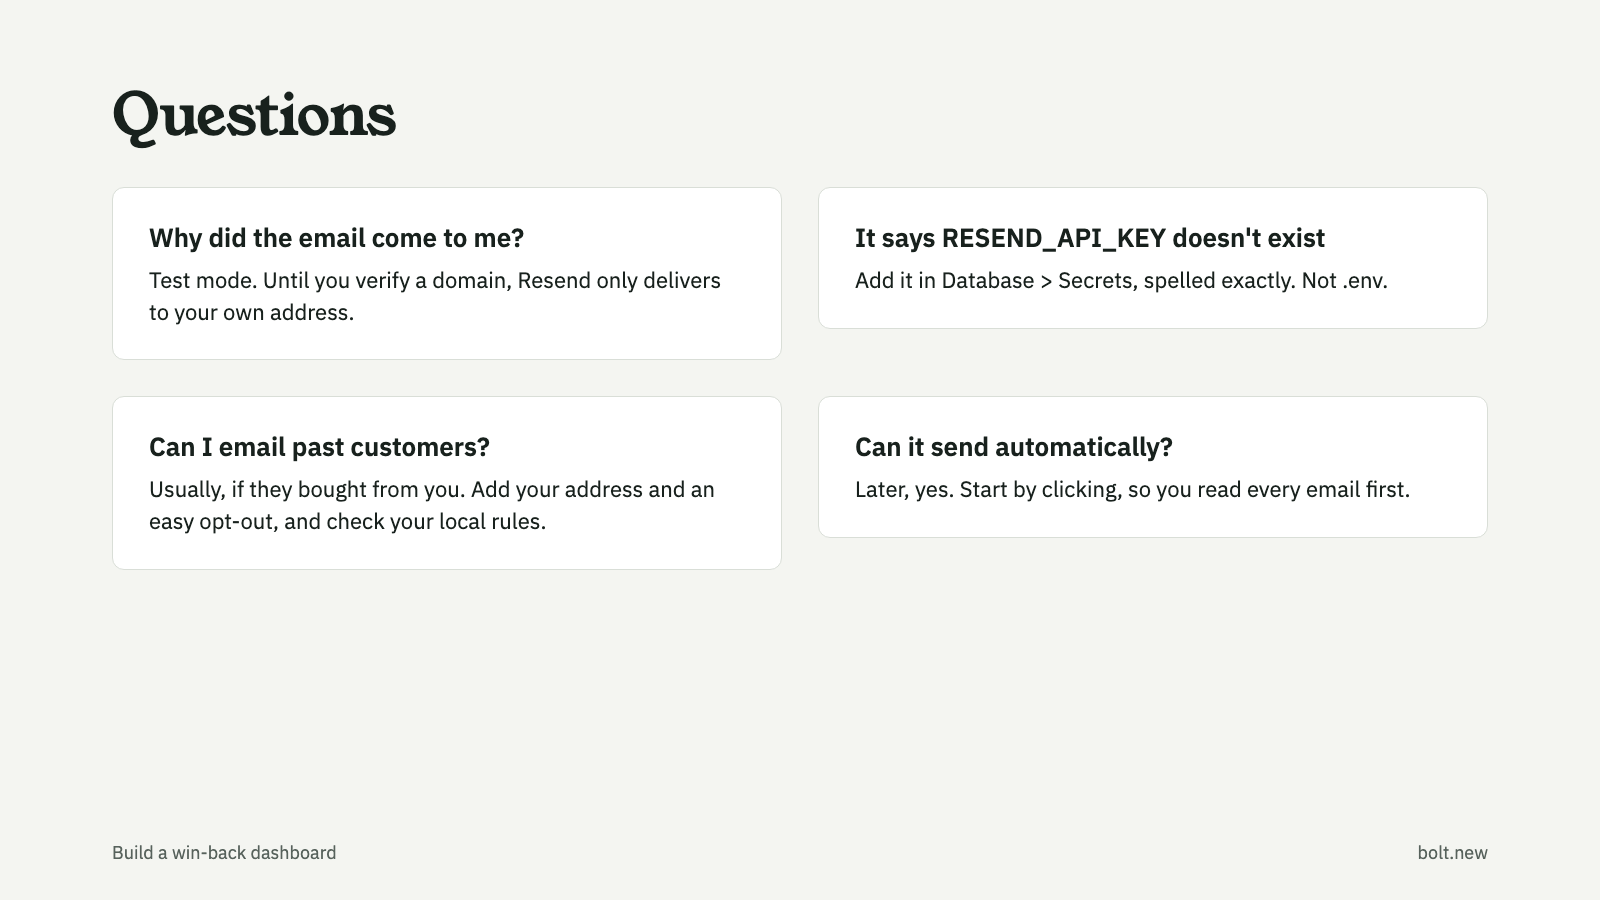 Questions
Why did the email come to me?
Test mode. Until you verify a domain, Resend only delivers
to your own address.
It says RESEND_API_KEY doesn't exist
Add it in Database > Secrets, spelled exactly. Not .env.
Can I email past customers?
Usually, if they bought from you. Add your address and an
easy opt-out, and check your local rules.
Can it send automatically?
Later, yes. Start by clicking, so you read every email first.
Build a win-back dashboard
bolt.new